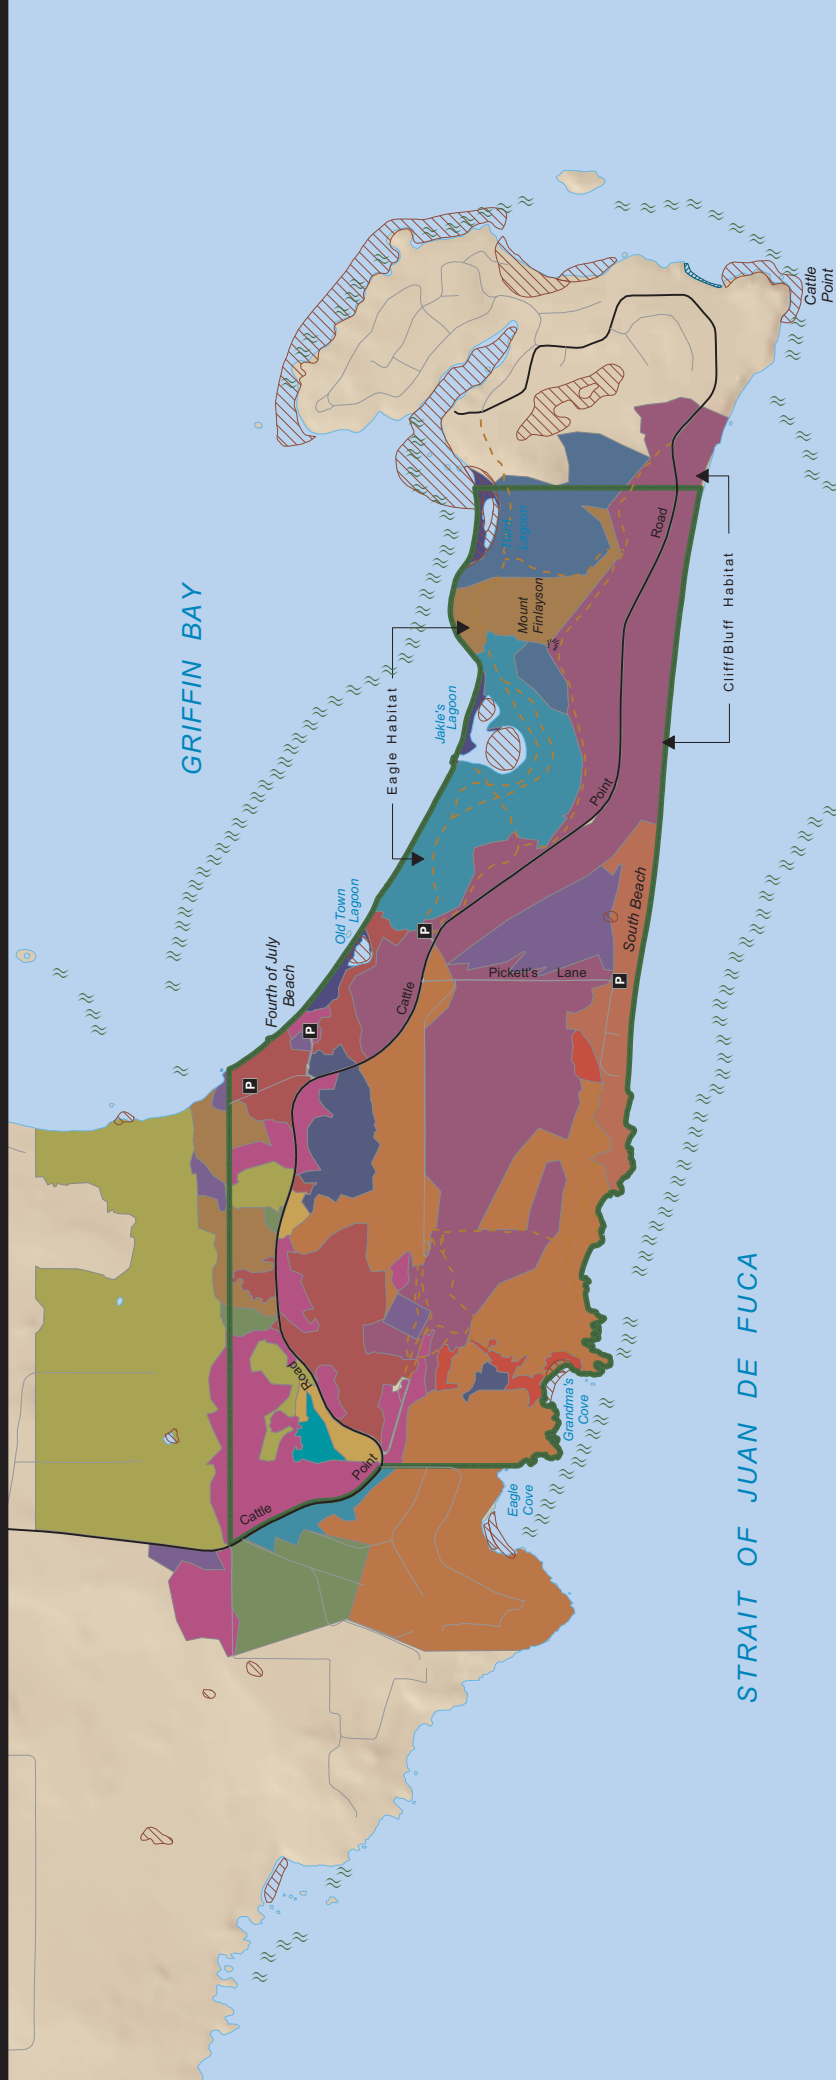 GRIFFIN BAY
Cattle
Point
Third
Lagoon
Road
Mount
Finlayson
Eagle Habitat
Cliff/Bluff Habitat
Jakle's
Lagoon
Point
Old Town
Lagoon
South Beach
P
Fourth of July
Beach
Pickett's Lane
P
Cattle
P
P
Road
Grandma's
Cove
Point
Cattle
Eagle
Cove
STRAIT OF JUAN DE FUCA